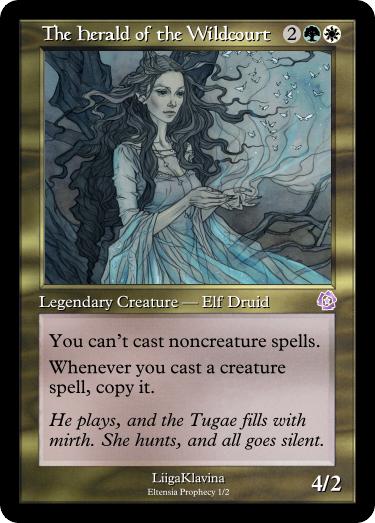 The Herald of the Wildcourt 2
Legendary Creature — Elf Druid
You can't cast noncreature spells.
Whenever you cast a creature
spell, copy it.
He plays, and the Tugae fills with
mirth. She hunts, and all goes silent.
LiigaKlavina
Eltensia Prophecy 1/2
4/2